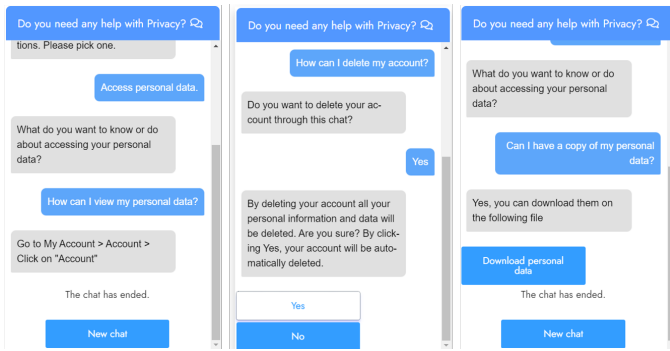 Do you need any help with Privacy?
tions. Please pick one.
Access personal data.
What do you want to know or do
about accessing your personal
data?
How can I view my personal data?
Go to My Account > Account >
Click on "Account"
The chat has ended.
New chat
Do you need any help with Privacy?
How can I delete my account?
Do you want to delete your ac-
count through this chat?
Yes
By deleting your account all your
personal information and data will
be deleted. Are you sure? By click-
ing Yes, your account will be auto-
matically deleted.
Yes
No
Do you need any help with Privacy?
What do you want to know or do
about accessing your personal
data?
Can I have a copy of my personal
data?
Yes, you can download them on
the following file
Download personal
data
The chat has ended.
New chat